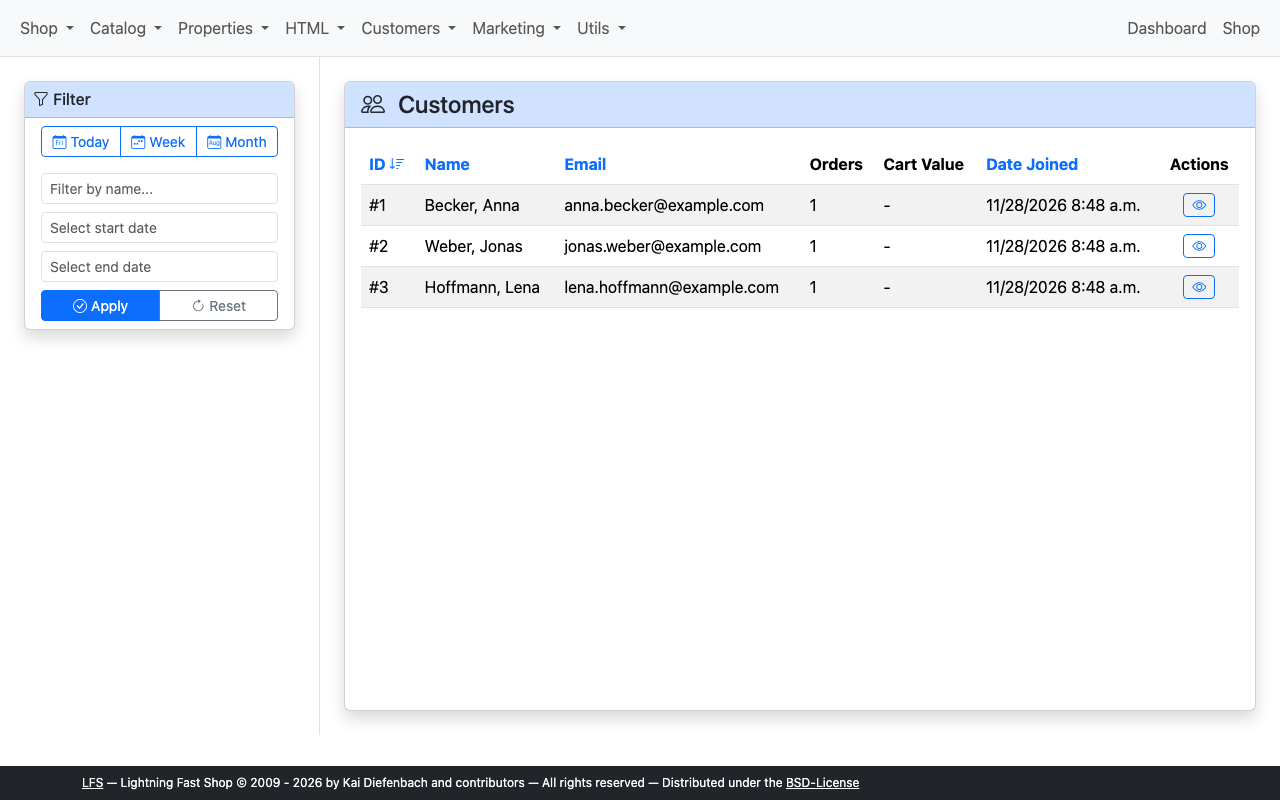 Shop Catalog Properties HTML Customers Marketing Utils Dashboard Shop
Filter
Today Week Month
Filter by name...
Select start date
Select end date
Apply Reset
Customers
ID Name Email Orders Cart Value Date Joined Actions
#1 Becker, Anna anna.becker@example.com 1 - 11/28/2026 8:48 a.m.
#2 Weber, Jonas jonas.weber@example.com 1 - 11/28/2026 8:48 a.m.
#3 Hoffmann, Lena lena.hoffmann@example.com 1 - 11/28/2026 8:48 a.m.
LFS — Lightning Fast Shop © 2009 - 2026 by Kai Diefenbach and contributors — All rights reserved — Distributed under the BSD-License